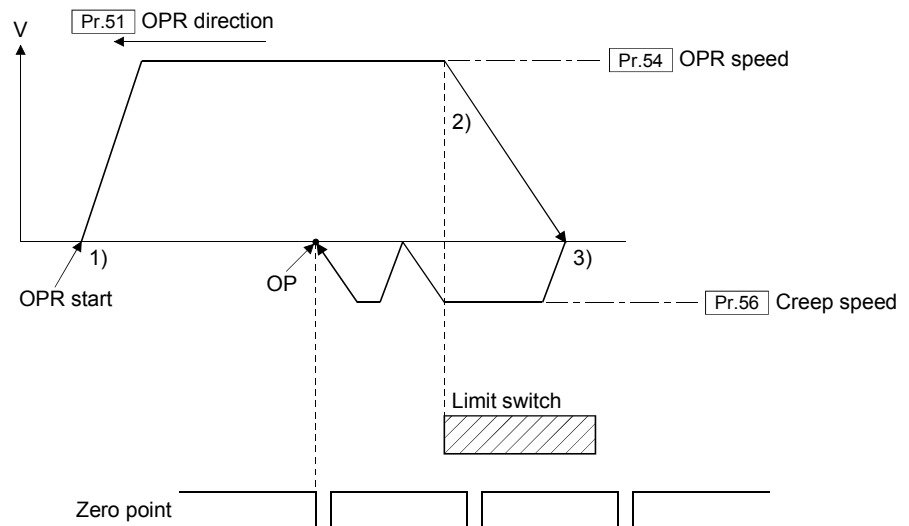 Pr.51 OPR direction
V
Pr.54 OPR speed
2)
1)
3)
OP
OPR start
Pr.56 Creep speed
Limit switch
Zero point